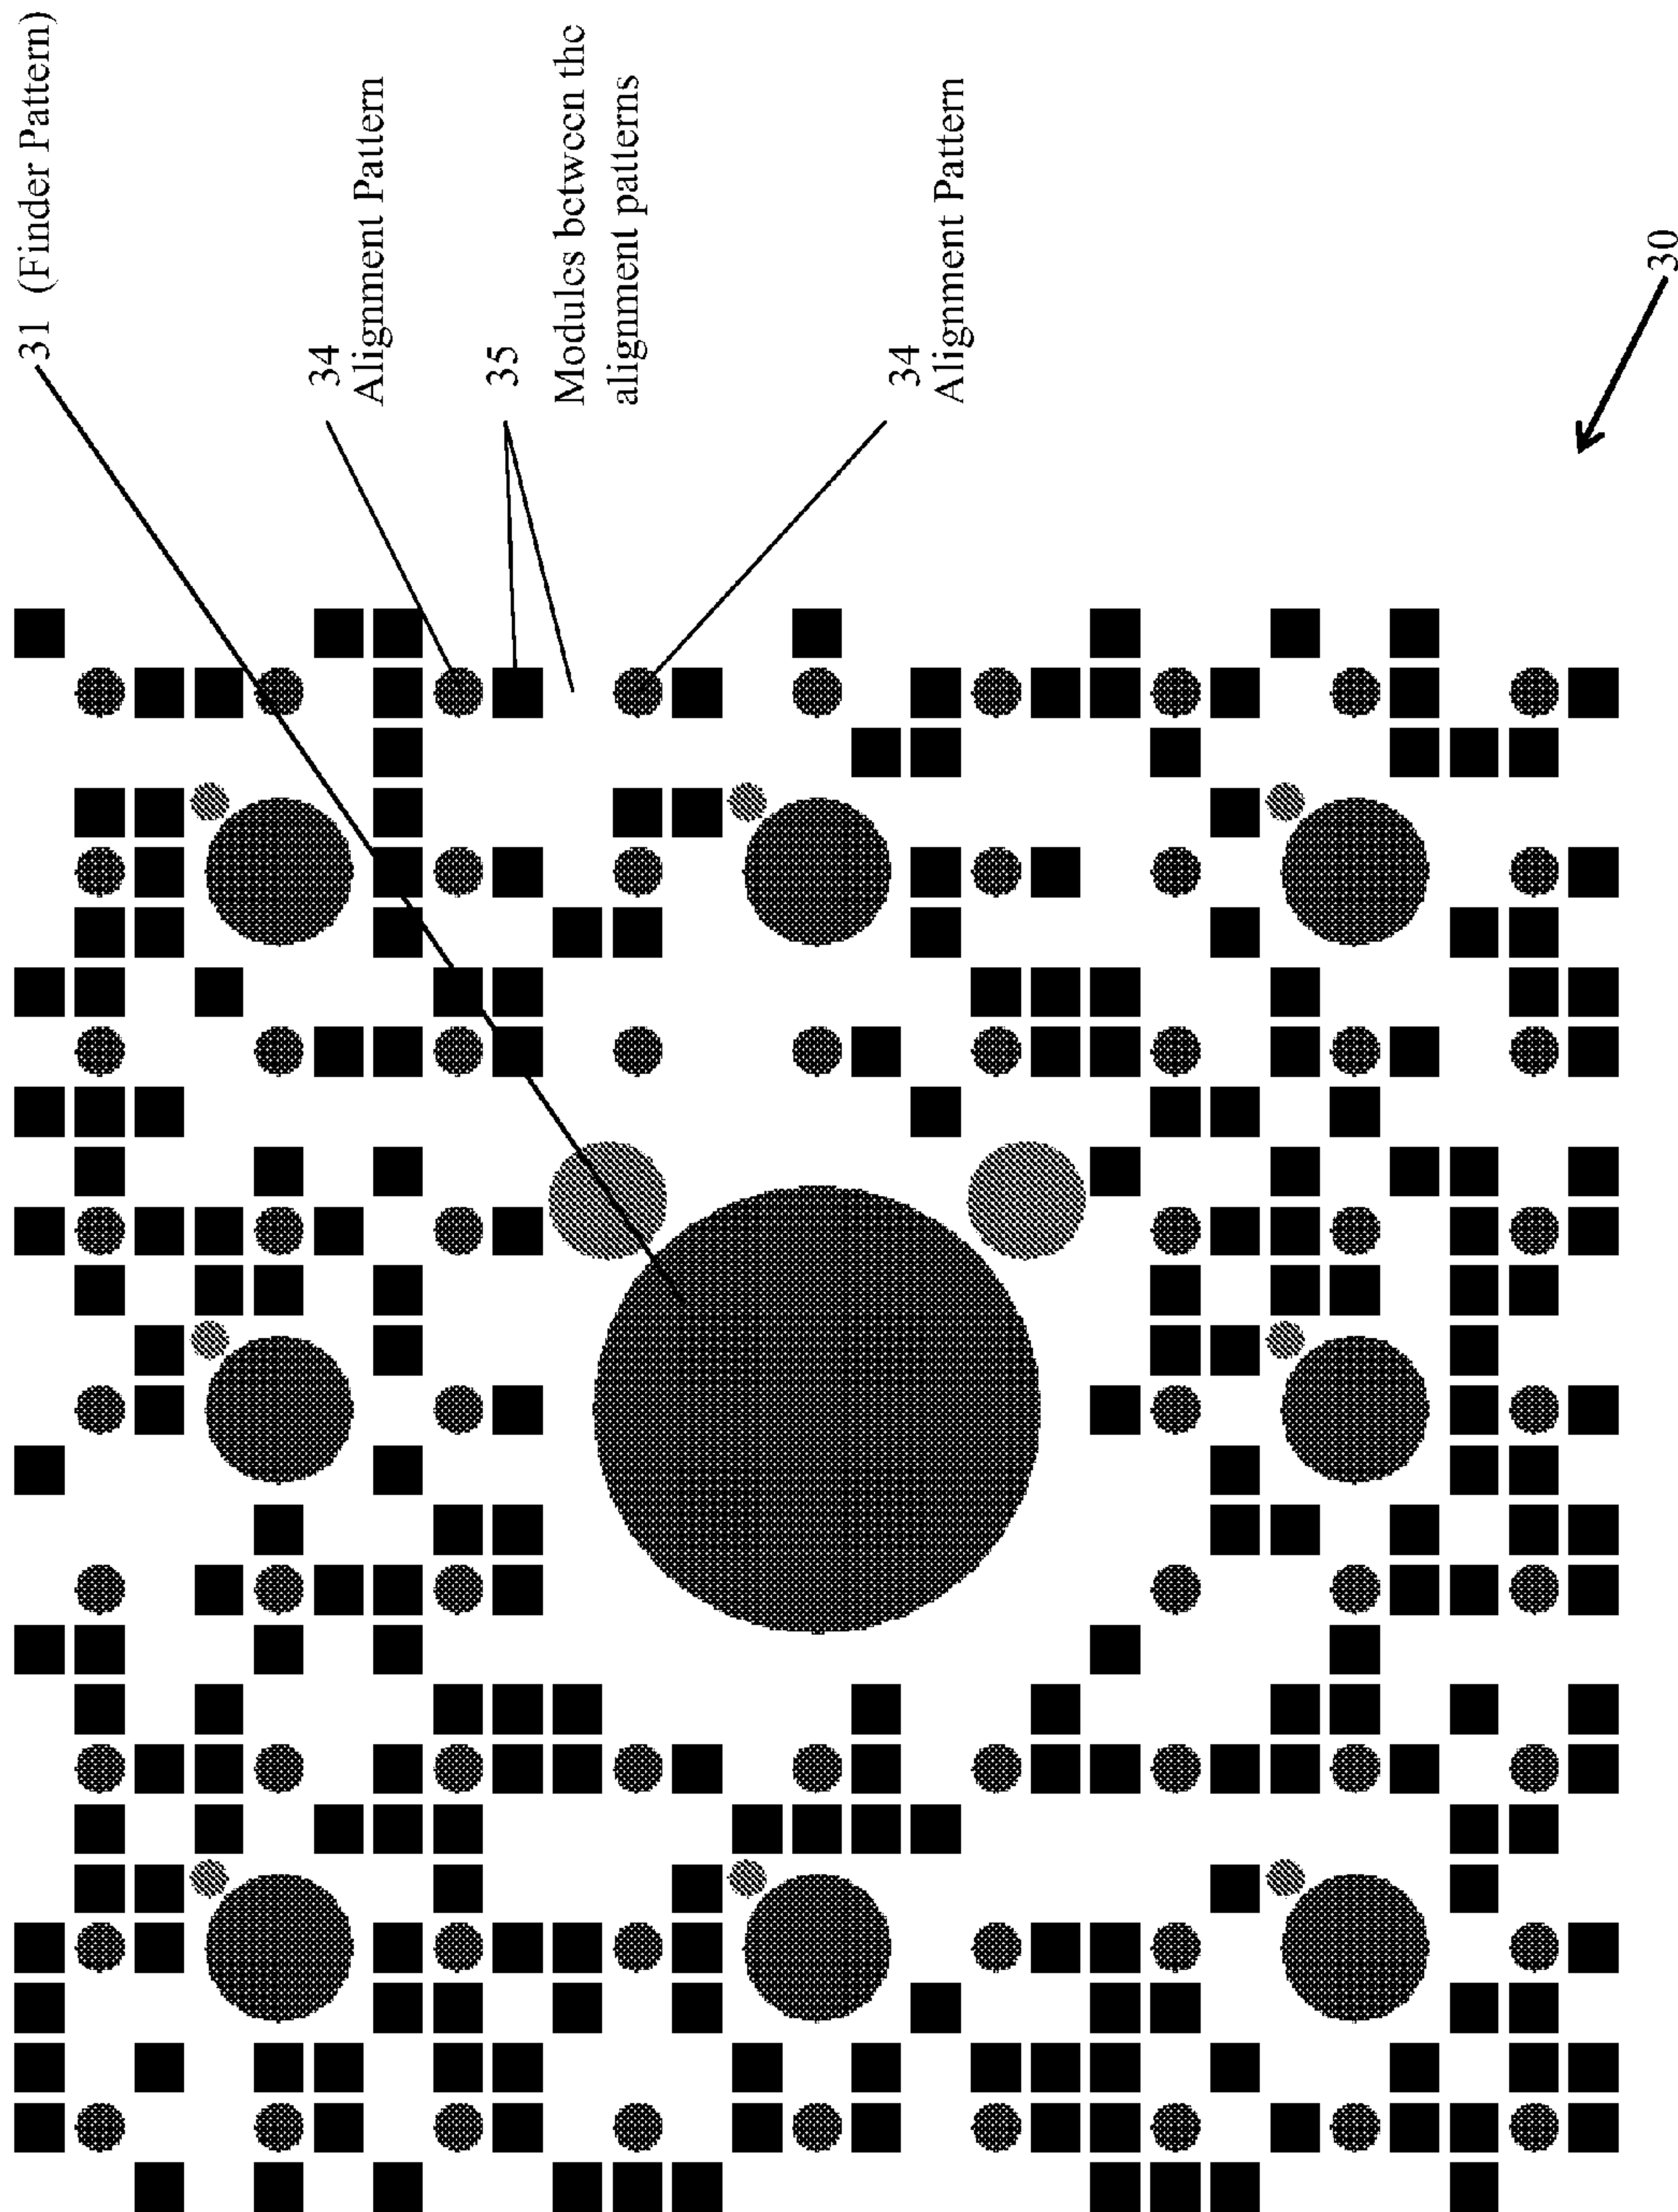 31 (Finder Pattern)
34
Alignment Pattern
35
Modules between the
alignment patterns
34
Alignment Pattern
30